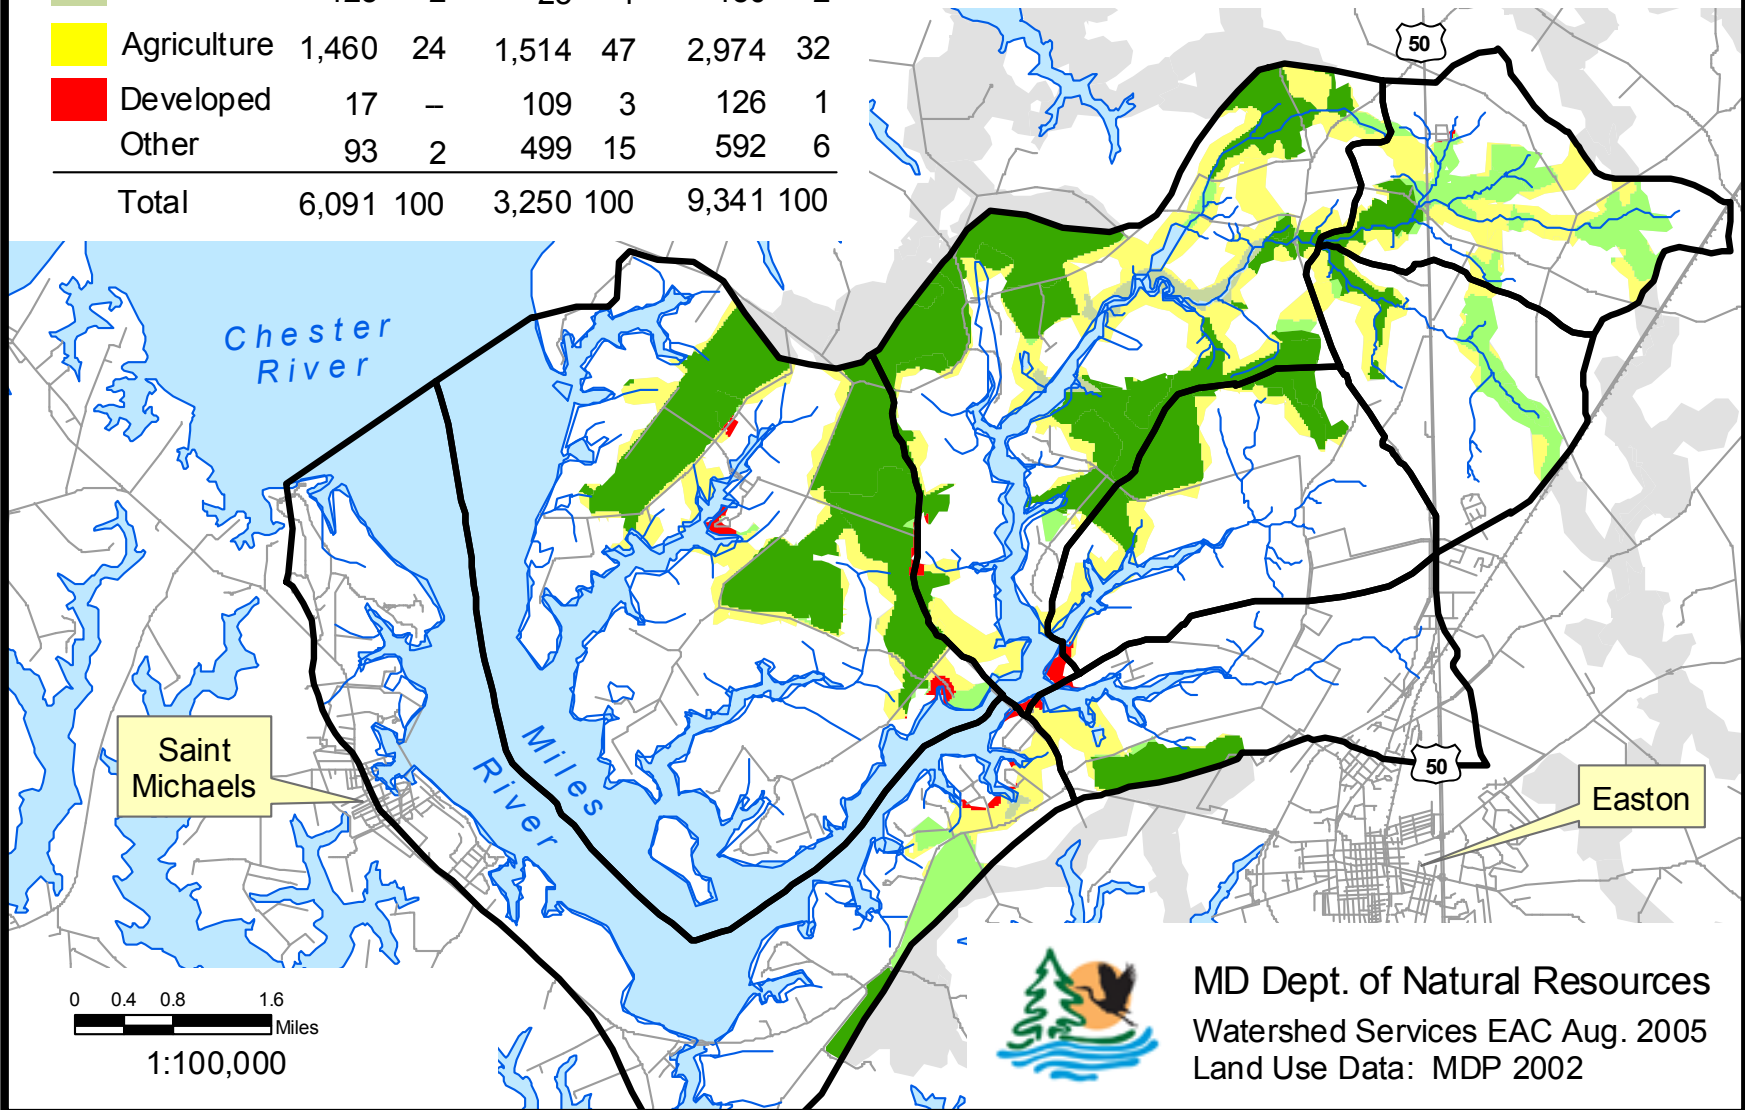 Agriculture 1,460 24 1,514 47 2,974 32
Developed 17 – 109 3 126 1
Other 93 2 499 15 592 6
Total 6,091 100 3,250 100 9,341 100
50
Chester
River
Miles
River
Saint
Michaels
50
Easton
0 0.4 0.8 1.6
Miles
1:100,000
MD Dept. of Natural Resources
Watershed Services EAC Aug. 2005
Land Use Data: MDP 2002